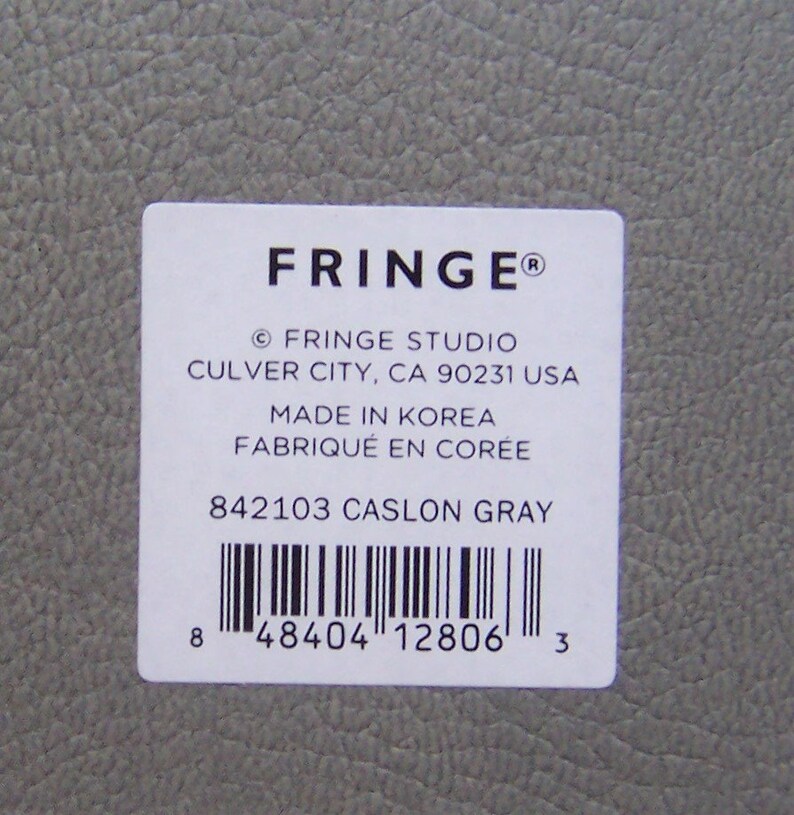 FRINGE®
© FRINGE STUDIO
CULVER CITY, CA 90231 USA
MADE IN KOREA
FABRIQUÉ EN CORÉE
842103 CASLON GRAY
8 48404 12806 3